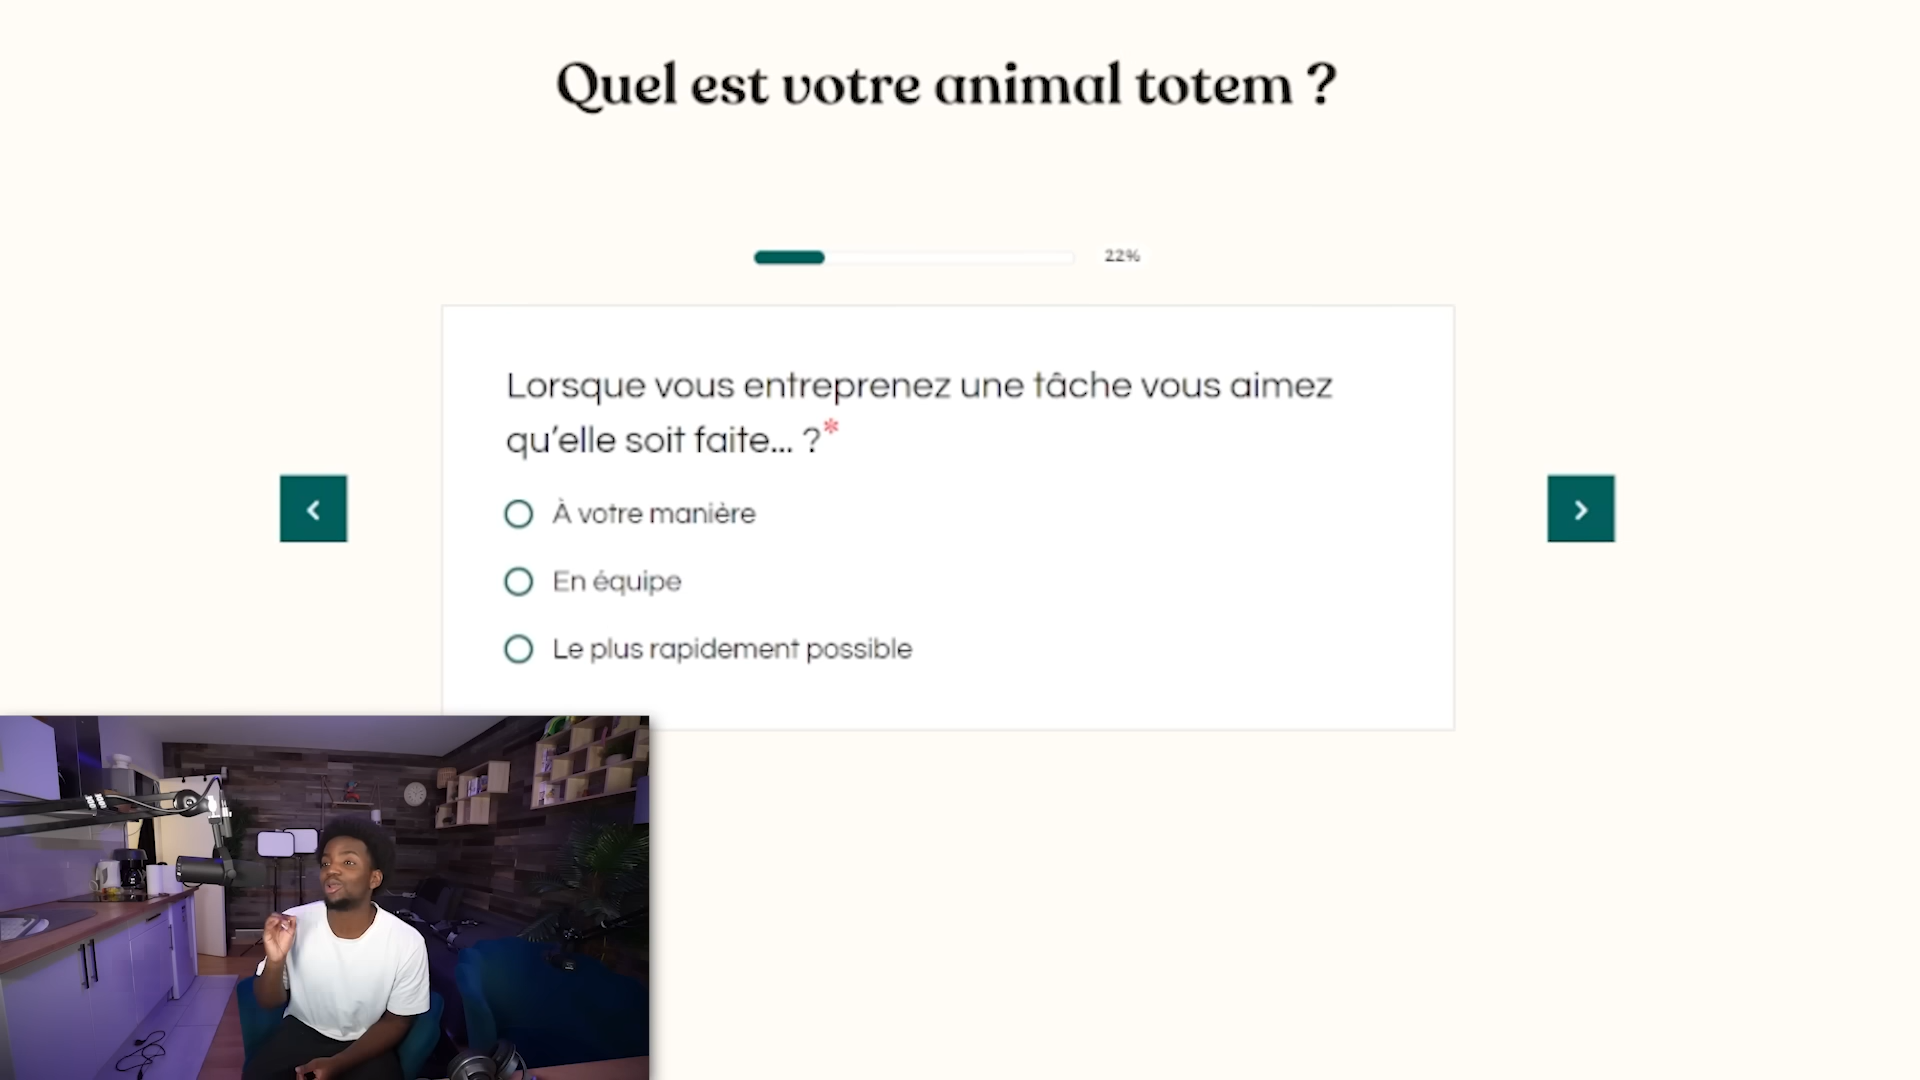 Quel est votre animal totem ?
22%
Lorsque vous entreprenez une tâche vous aimez
qu’elle soit faite... ?*
À votre manière
En équipe
Le plus rapidement possible